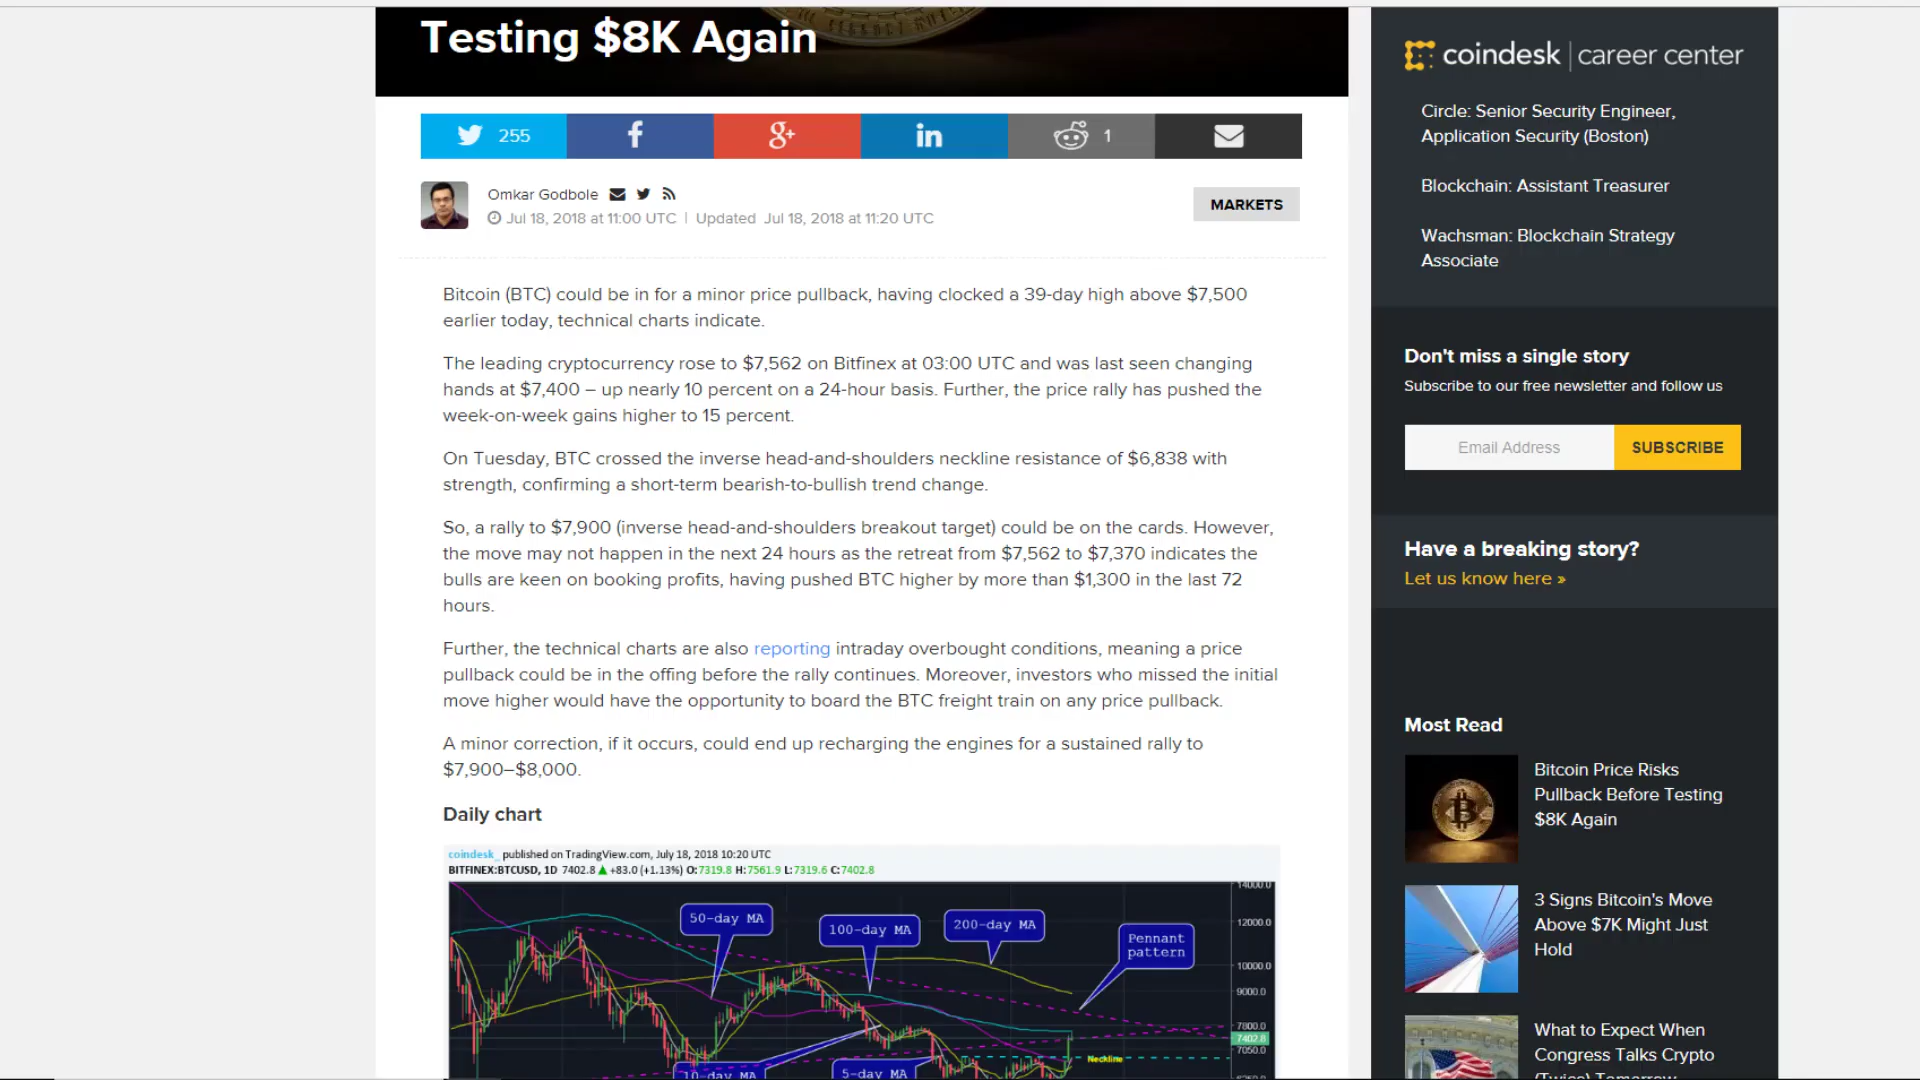 Testing $8K Again
255
1
Omkar Godbole
Jul 18, 2018 at 11:00 UTC | Updated Jul 18, 2018 at 11:20 UTC
MARKETS
Bitcoin (BTC) could be in for a minor price pullback, having clocked a 39-day high above $7,500
earlier today, technical charts indicate.
The leading cryptocurrency rose to $7,562 on Bitfinex at 03:00 UTC and was last seen changing
hands at $7,400 – up nearly 10 percent on a 24-hour basis. Further, the price rally has pushed the
week-on-week gains higher to 15 percent.
On Tuesday, BTC crossed the inverse head-and-shoulders neckline resistance of $6,838 with
strength, confirming a short-term bearish-to-bullish trend change.
So, a rally to $7,900 (inverse head-and-shoulders breakout target) could be on the cards. However,
the move may not happen in the next 24 hours as the retreat from $7,562 to $7,370 indicates the
bulls are keen on booking profits, having pushed BTC higher by more than $1,300 in the last 72
hours.
Further, the technical charts are also reporting intraday overbought conditions, meaning a price
pullback could be in the offing before the rally continues. Moreover, investors who missed the initial
move higher would have the opportunity to board the BTC freight train on any price pullback.
A minor correction, if it occurs, could end up recharging the engines for a sustained rally to
$7,900–$8,000.
Daily chart
coindesk_ published on TradingView.com, July 18, 2018 10:20 UTC
BITFINEX:BTCUSD, 1D 7402.8 ▲ +83.0 (+1.13%) O:7319.8 H:7561.9 L:7319.6 C:7402.8
50-day MA
100-day MA
200-day MA
Pennant
pattern
10-day MA
5-day MA
Neckline
14000.0
12000.0
10000.0
9000.0
7800.0
7402.8
7050.0
coindesk | career center
Circle: Senior Security Engineer,
Application Security (Boston)
Blockchain: Assistant Treasurer
Wachsman: Blockchain Strategy
Associate
Don't miss a single story
Subscribe to our free newsletter and follow us
Email Address
SUBSCRIBE
Have a breaking story?
Let us know here »
Most Read
Bitcoin Price Risks
Pullback Before Testing
$8K Again
3 Signs Bitcoin's Move
Above $7K Might Just
Hold
What to Expect When
Congress Talks Crypto
(Twice) Tomorrow